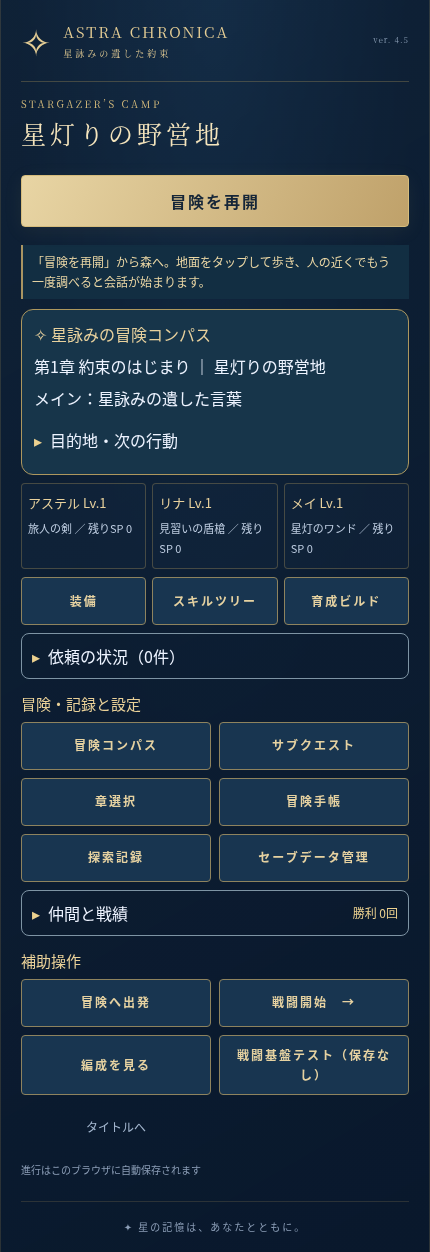 ASTRA CHRONICA
星詠みの遺した約束
ver. 4.5
STARGAZER'S CAMP
星灯りの野営地
冒険を再開
「冒険を再開」から森へ。地面をタップして歩き、人の近くでもう
一度調べると会話が始まります。
✧ 星詠みの冒険コンパス
第1章 約束のはじまり ｜ 星灯りの野営地
メイン：星詠みの遺した言葉
▸ 目的地・次の行動
アステル Lv.1
旅人の剣 ／ 残りSP 0
リナ Lv.1
見習いの盾槍 ／ 残り
SP 0
メイ Lv.1
星灯のワンド ／ 残り
SP 0
装備
スキルツリー
育成ビルド
▸ 依頼の状況（0件）
冒険・記録と設定
冒険コンパス
サブクエスト
章選択
冒険手帳
探索記録
セーブデータ管理
▸ 仲間と戦績
勝利 0回
補助操作
冒険へ出発
戦闘開始　→
編成を見る
戦闘基盤テスト（保存な
し）
タイトルへ
進行はこのブラウザに自動保存されます
✦ 星の記憶は、あなたとともに。